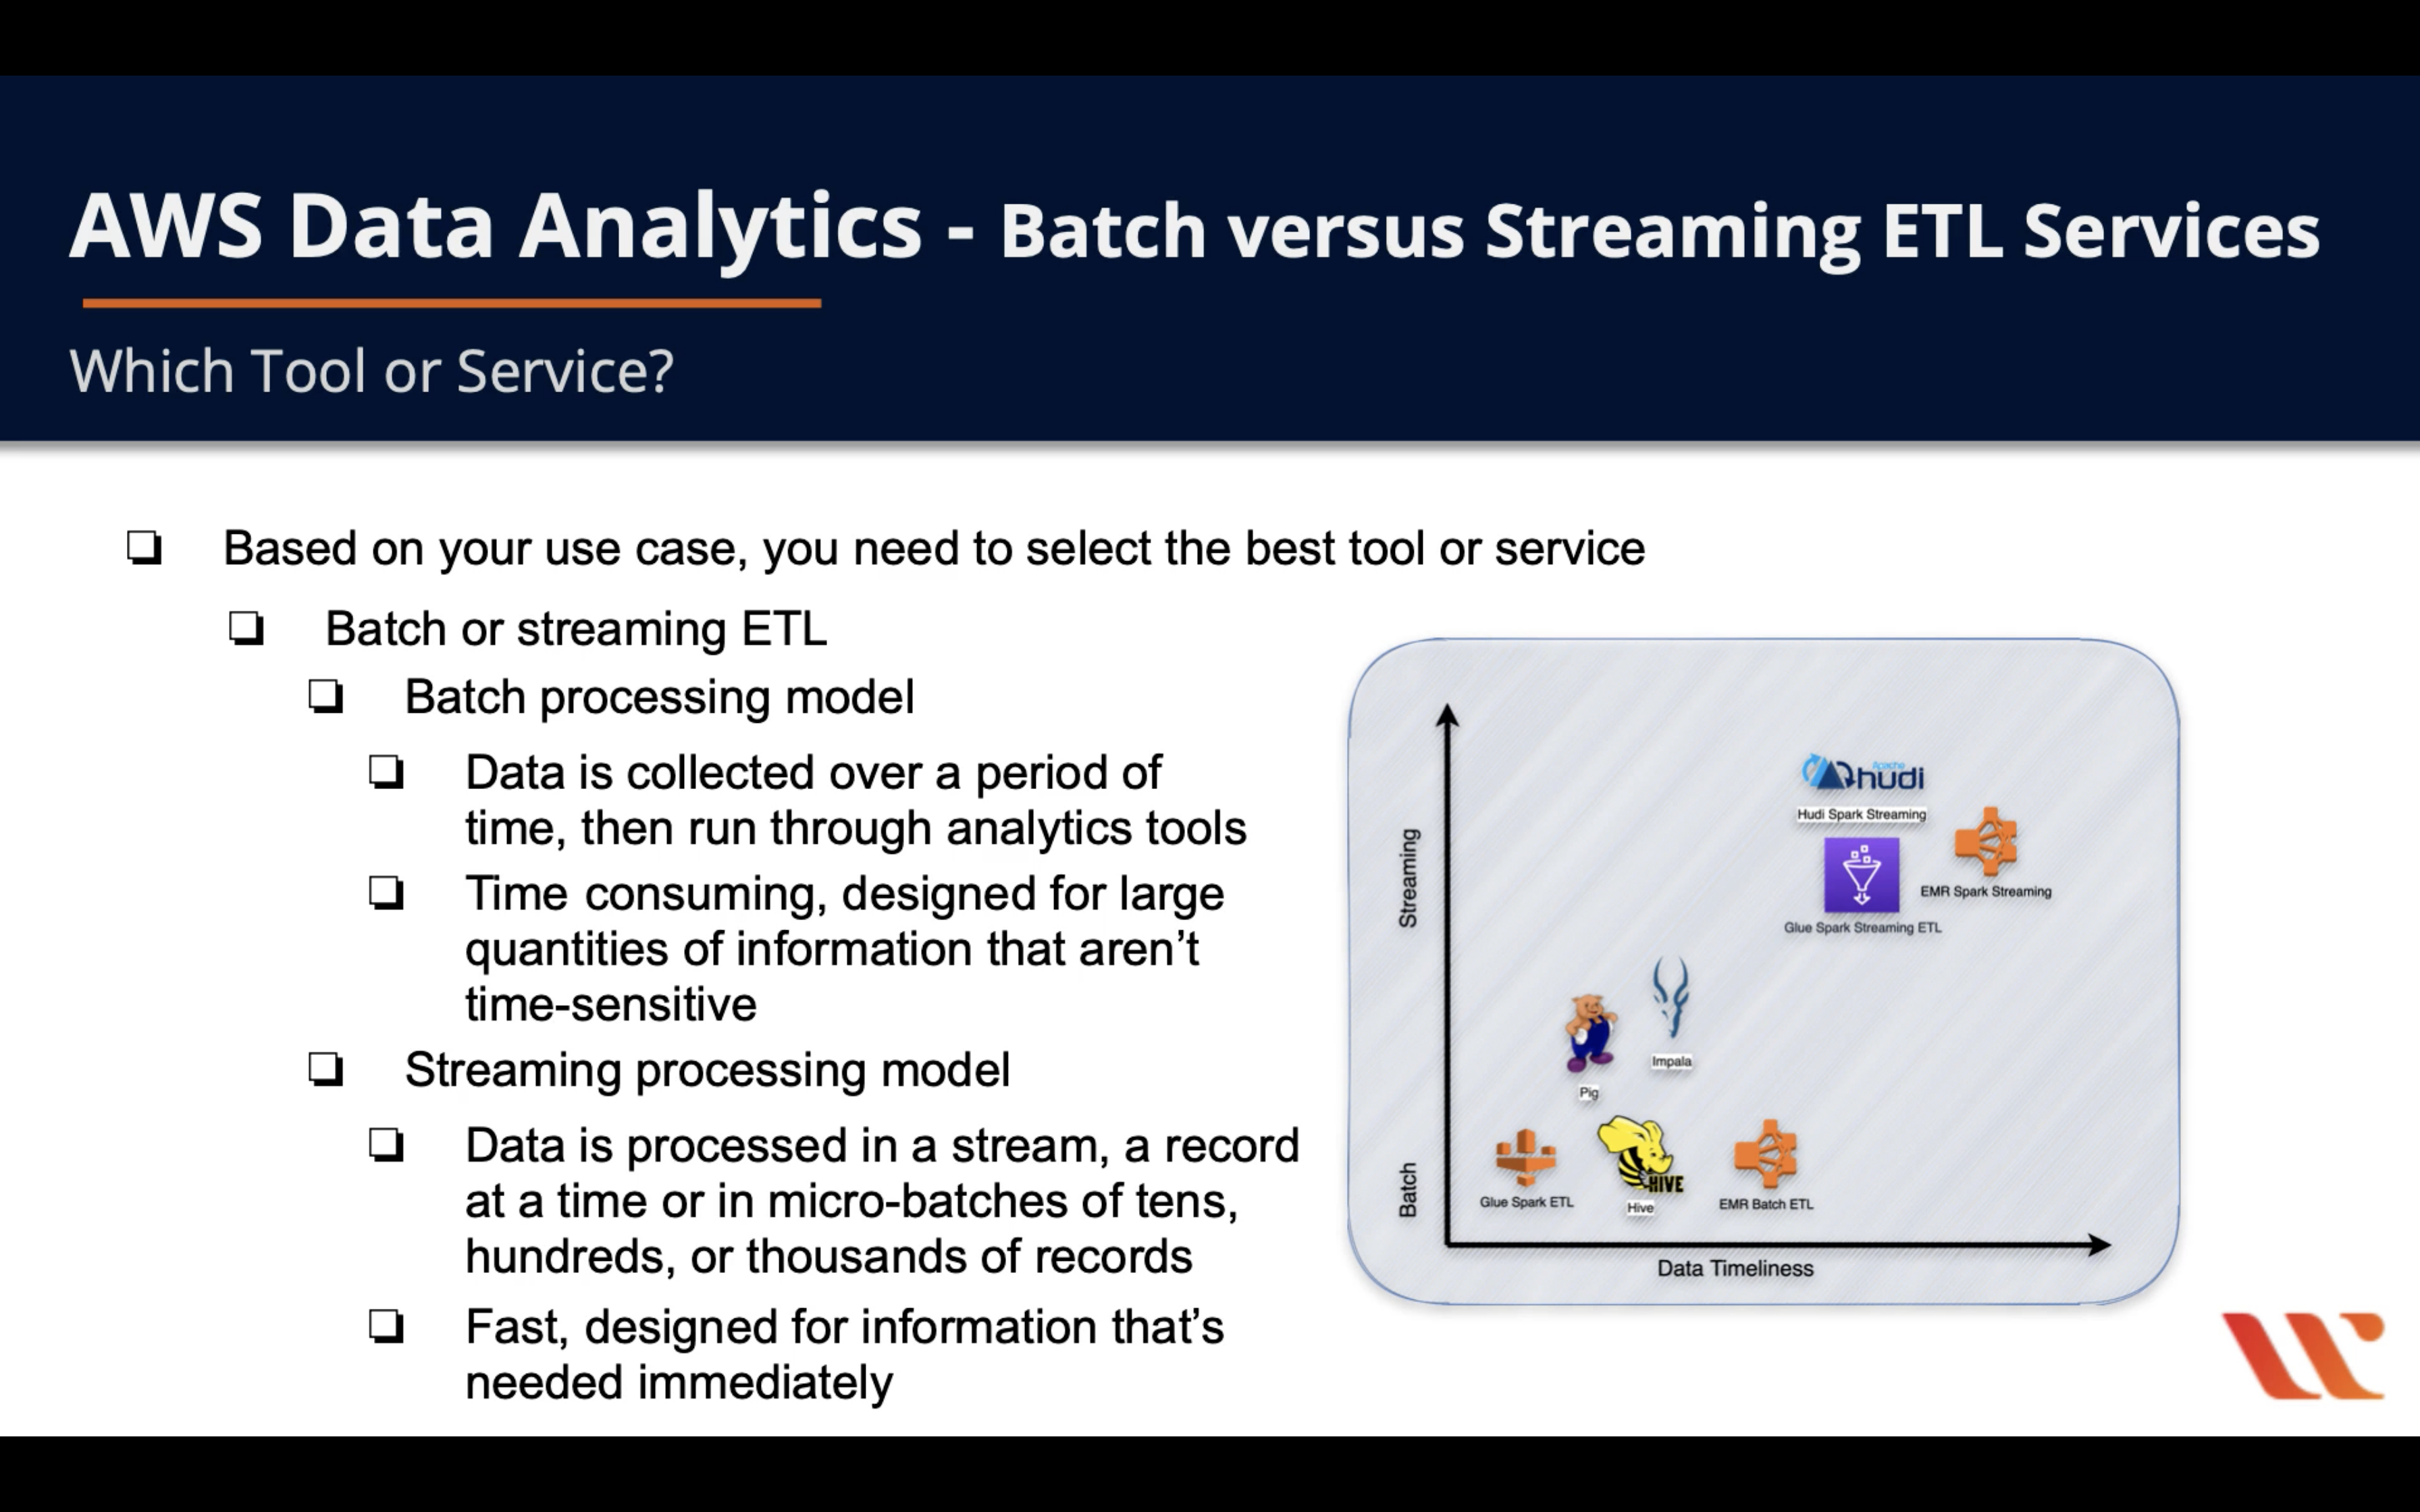 AWS Data Analytics - Batch versus Streaming ETL Services
Which Tool or Service?
Based on your use case, you need to select the best tool or service
Batch or streaming ETL
Batch processing model
Data is collected over a period of
time, then run through analytics tools
Time consuming, designed for large
quantities of information that aren't
time-sensitive
Streaming processing model
Data is processed in a stream, a record
at a time or in micro-batches of tens,
hundreds, or thousands of records
Fast, designed for information that's
needed immediately
Streaming
Batch
Apache
hudi
Hudi Spark Streaming
EMR Spark Streaming
Glue Spark Streaming ETL
Impala
Pig
HIVE
Glue Spark ETL
Hive
EMR Batch ETL
Data Timeliness